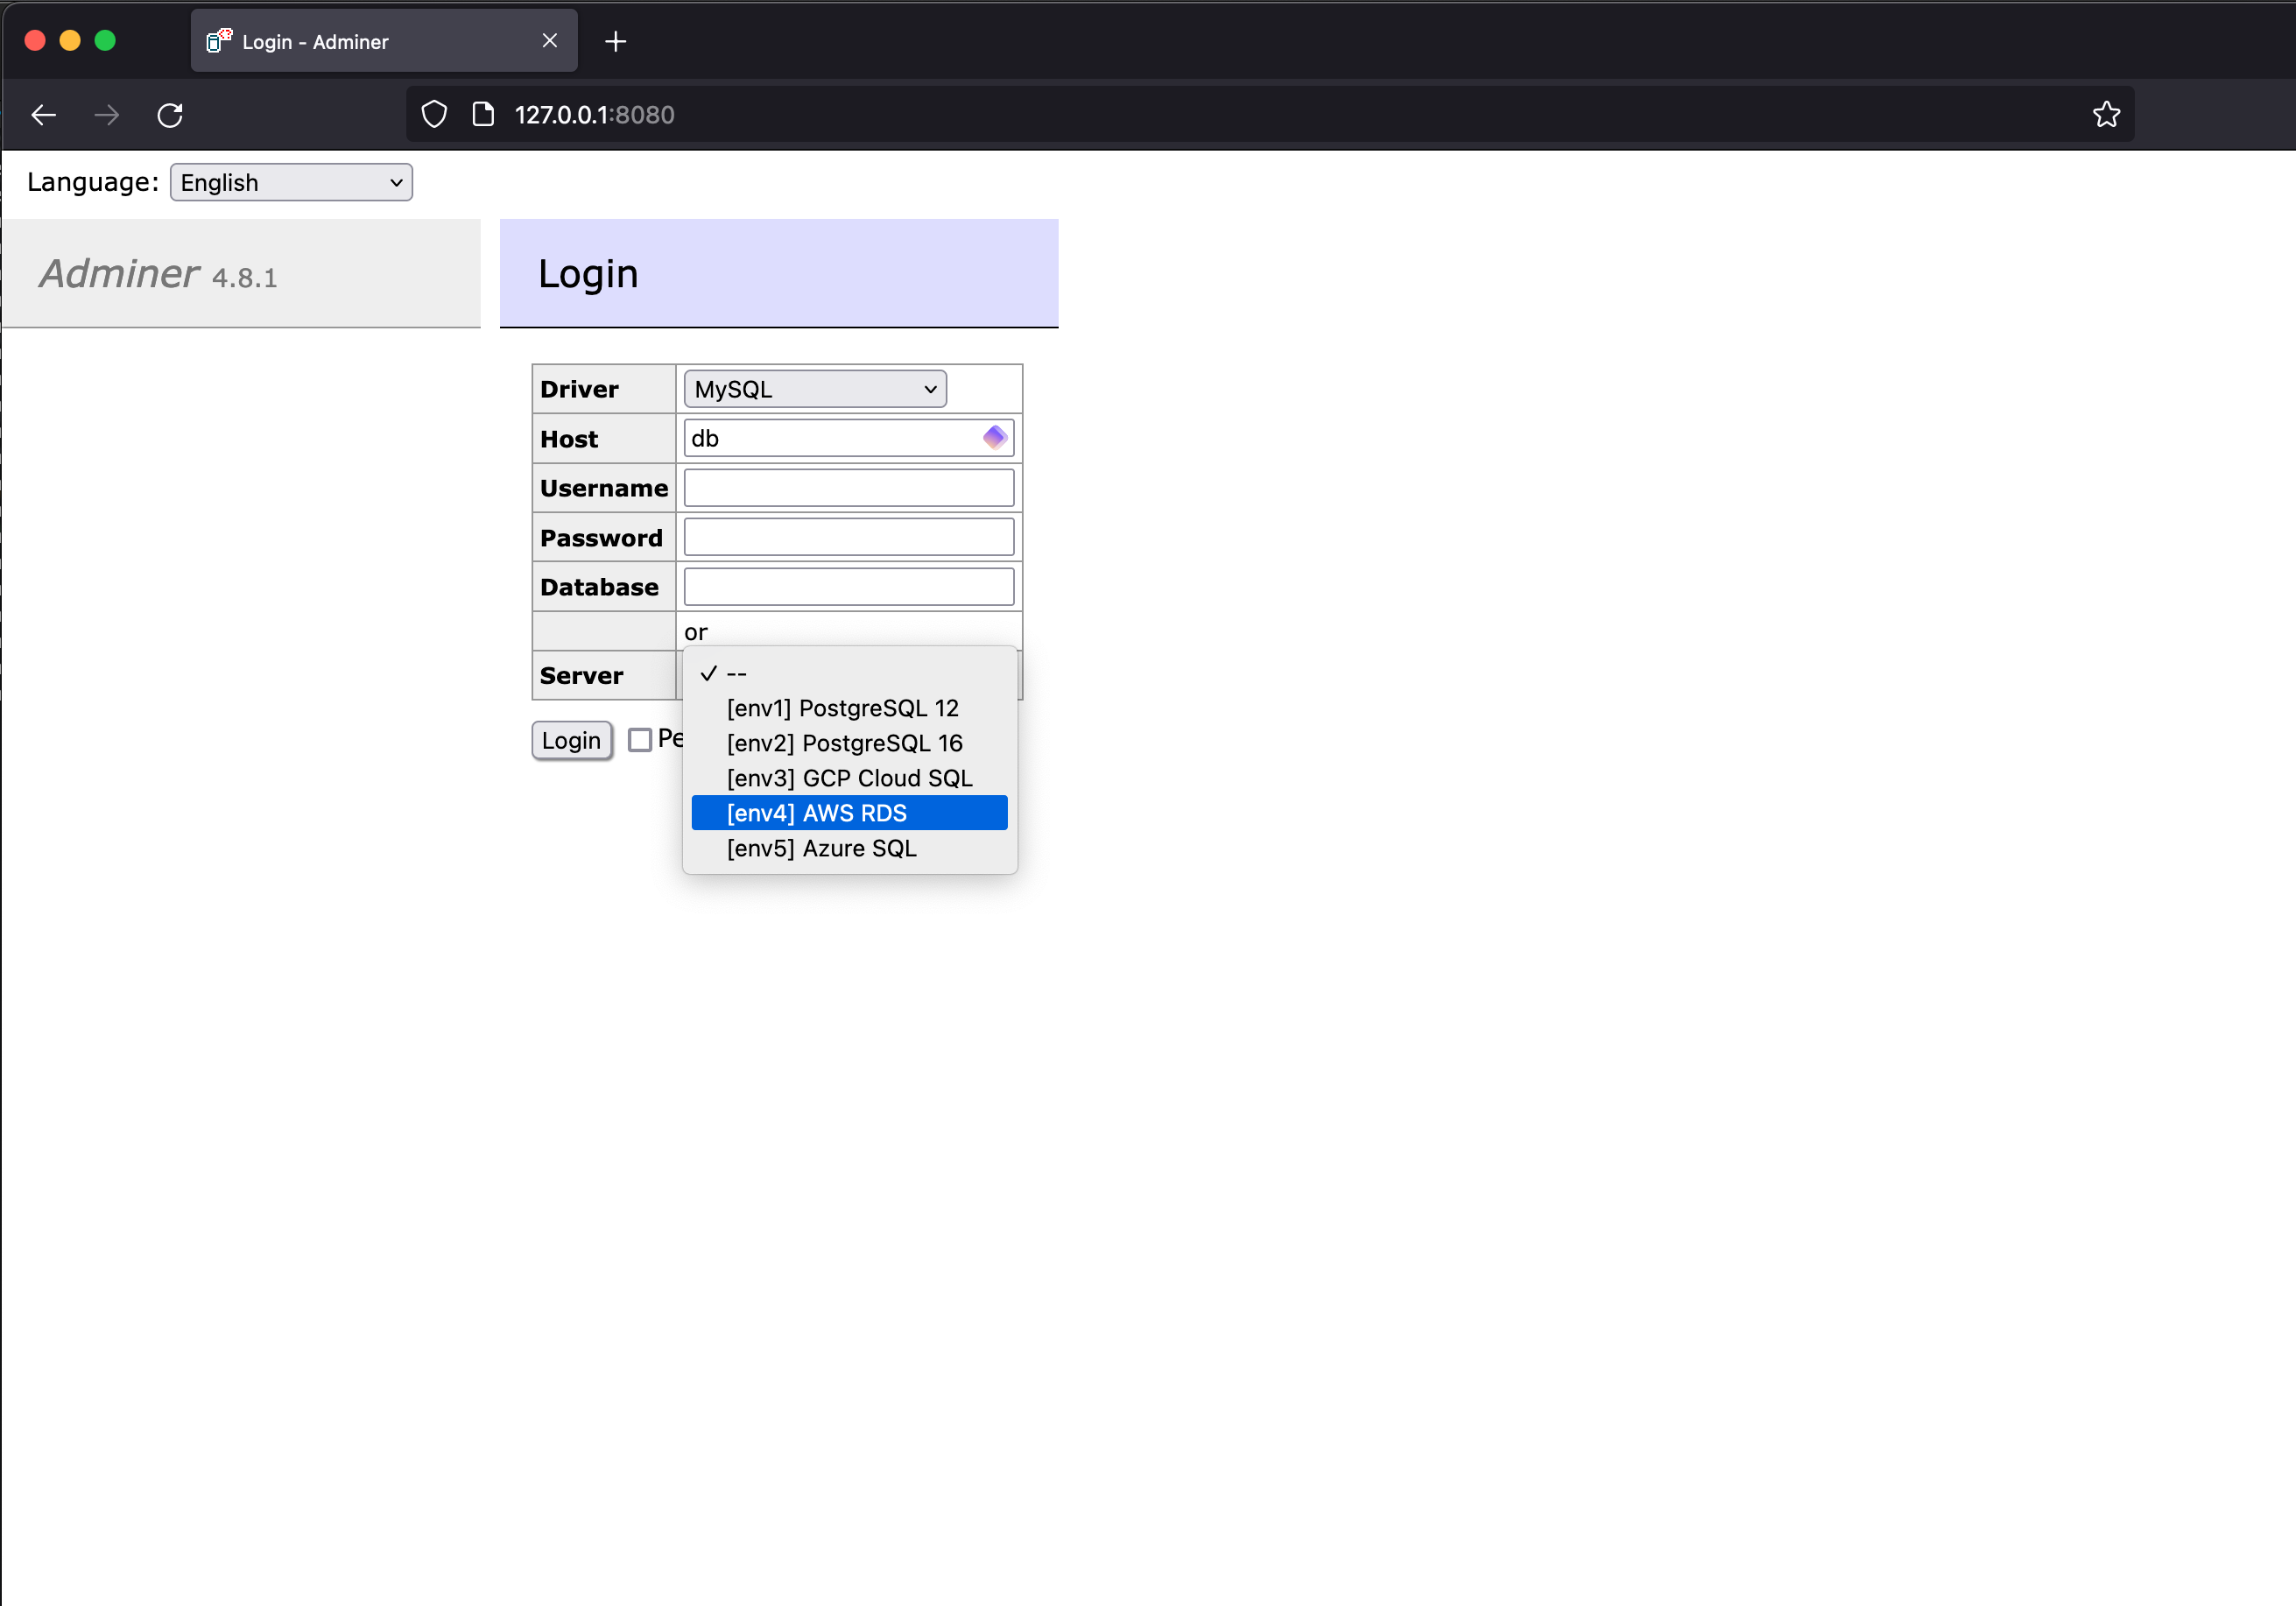 Login - Adminer
127.0.0.1:8080
Language: English
Adminer 4.8.1
Login
Driver MySQL
Host db
Username
Password
Database
or
Server
--
[env1] PostgreSQL 12
[env2] PostgreSQL 16
[env3] GCP Cloud SQL
[env4] AWS RDS
[env5] Azure SQL
Login Pe